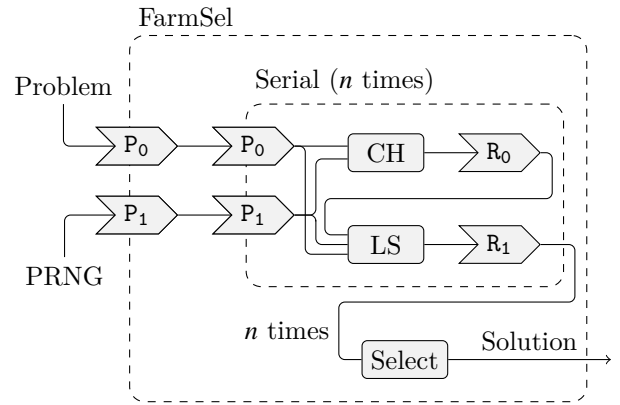 FarmSel
Serial (n times)
Problem
P0
P0
CH
R0
P1
P1
LS
R1
PRNG
n times
Select
Solution